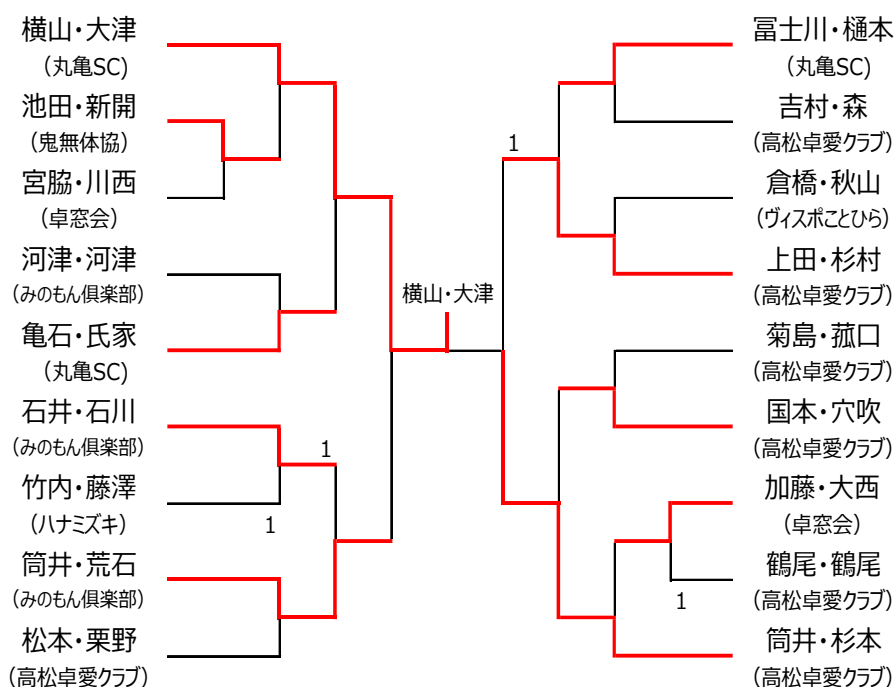 横山・大津
(丸亀SC)
池田・新開
(鬼無体協)
宮脇・川西
(卓窓会)
河津・河津
(みのもん俱楽部)
亀石・氏家
(丸亀SC)
石井・石川
(みのもん俱楽部)
竹内・藤澤
(ハナミズキ)
筒井・荒石
(みのもん俱楽部)
松本・栗野
(高松卓愛クラブ)
1
1
横山・大津
1
1
冨士川・樋本
(丸亀SC)
吉村・森
(高松卓愛クラブ)
倉橋・秋山
(ヴィスポことひら)
上田・杉村
(高松卓愛クラブ)
菊島・菰口
(高松卓愛クラブ)
国本・穴吹
(高松卓愛クラブ)
加藤・大西
(卓窓会)
鶴尾・鶴尾
(高松卓愛クラブ)
筒井・杉本
(高松卓愛クラブ)